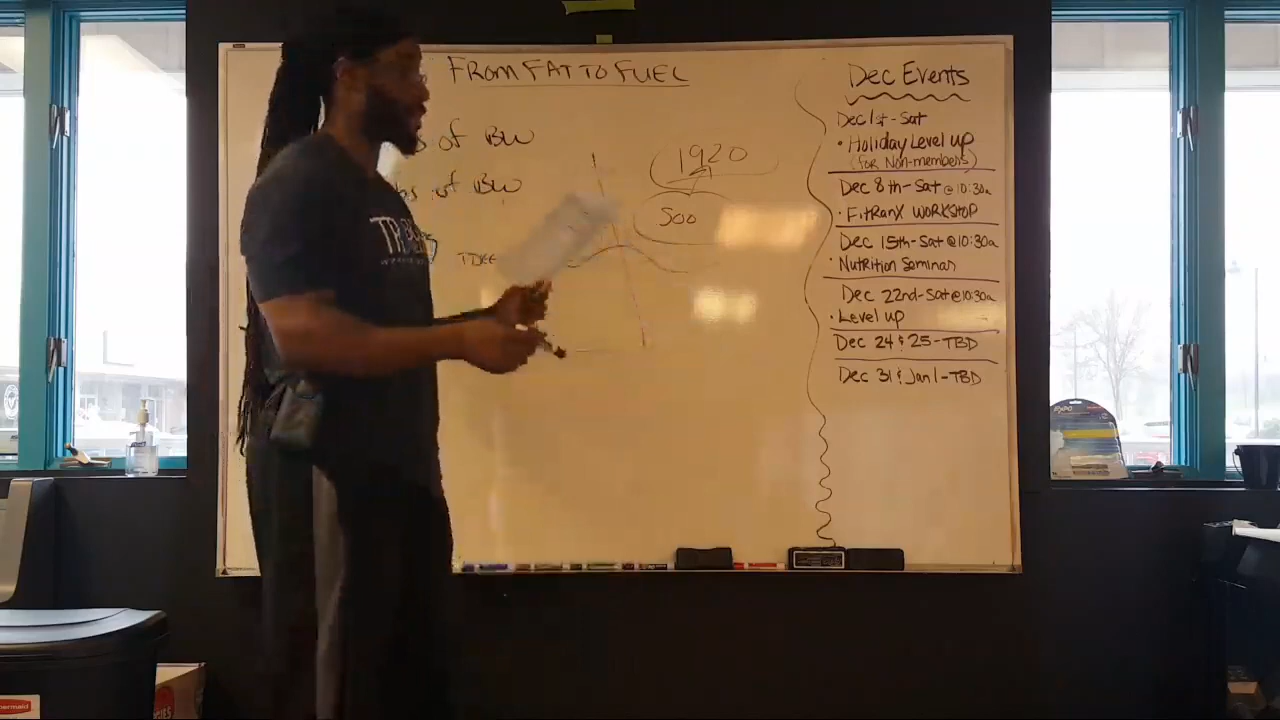 FROM FAT TO FUEL
of BW
of BW
TDEE
1920
500
Dec Events
Dec 1st-Sat
• Holiday Level up
(for Non-members)
Dec 8th-Sat @ 10:30a
• FitRanX WORKSHOP
Dec 15th-Sat @ 10:30a
• Nutrition Seminar
Dec 22nd-Sat @ 10:30a
• Level up
Dec 24 & 25-TBD
Dec 31 & Jan 1-TBD
EXPO